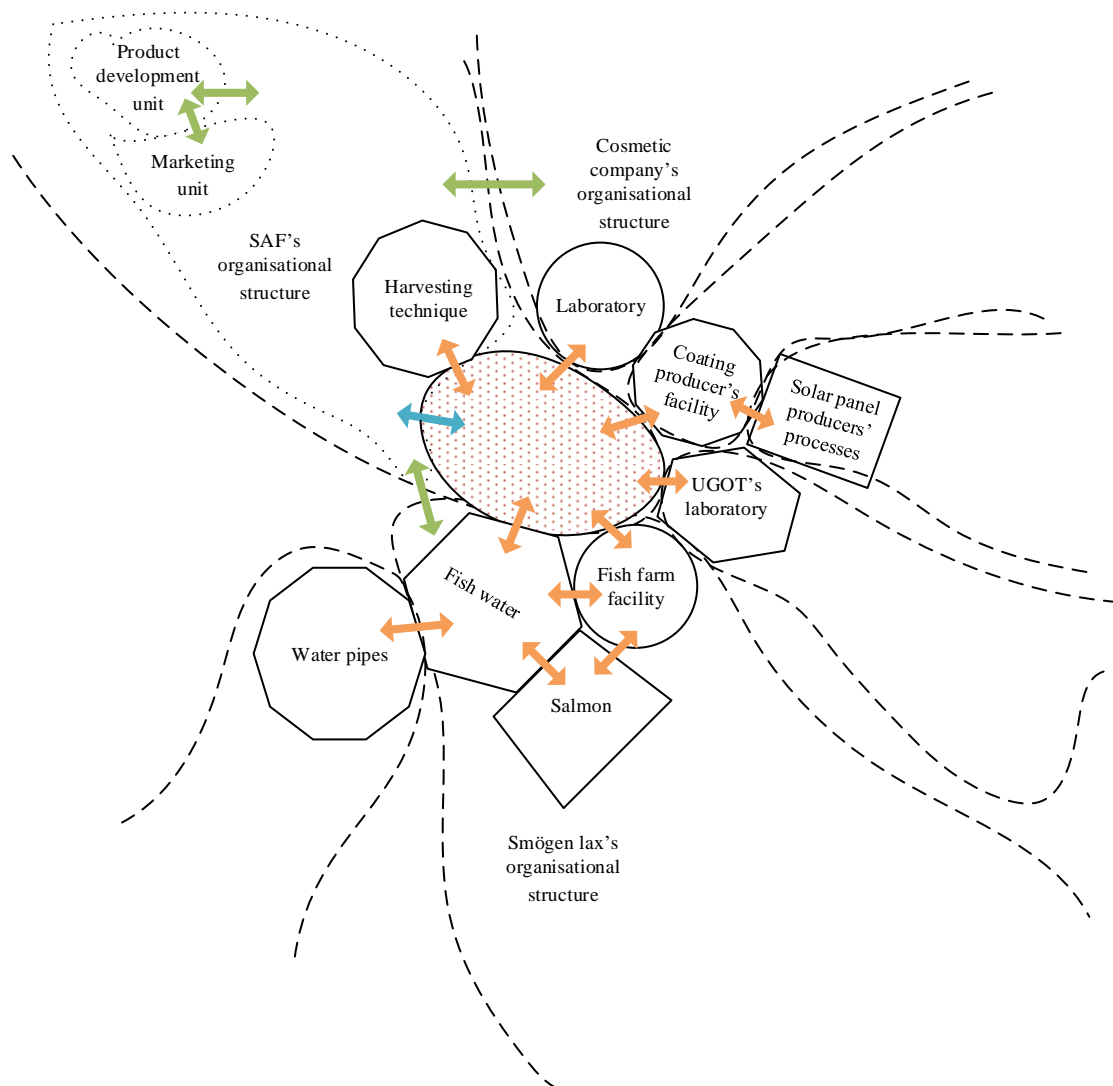 Product
development
unit
Marketing
unit
Cosmetic
company's
organisational
structure
SAF's
organisational
structure
Harvesting
technique
Laboratory
Coating
producer's
facility
Solar panel
producers'
processes
UGOT's
laboratory
Fish farm
facility
Fish water
Water pipes
Salmon
Smögen lax's
organisational
structure